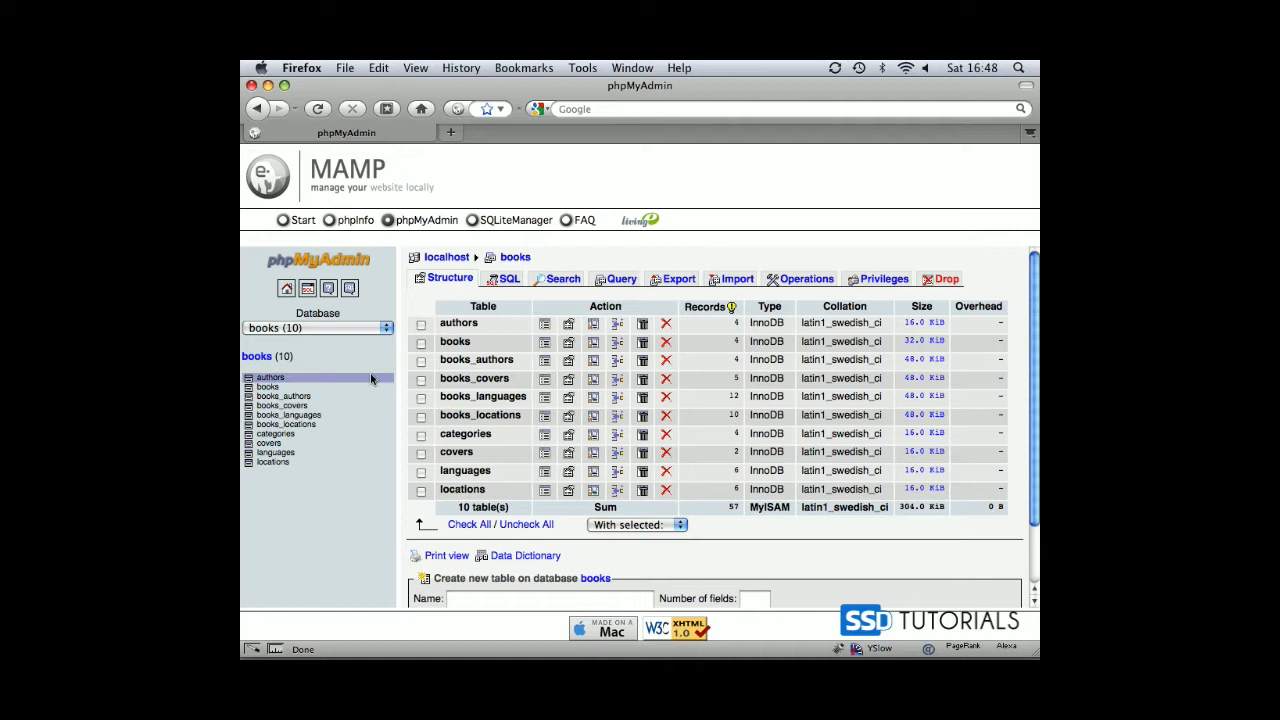 Firefox File Edit View History Bookmarks Tools Window Help Sat 16:48
phpMyAdmin
Google
phpMyAdmin
MAMP
manage your website locally
Start phpInfo phpMyAdmin SQLiteManager FAQ living
phpMyAdmin
Database
books (10)
books (10)
authors
books
books_authors
books_covers
books_languages
books_locations
categories
covers
languages
locations
localhost books
Structure SQL Search Query Export Import Operations Privileges Drop
Table Action Records Type Collation Size Overhead
authors 4 InnoDB latin1_swedish_ci 16.0 KiB -
books 4 InnoDB latin1_swedish_ci 32.0 KiB -
books_authors 4 InnoDB latin1_swedish_ci 48.0 KiB -
books_covers 5 InnoDB latin1_swedish_ci 48.0 KiB -
books_languages 12 InnoDB latin1_swedish_ci 48.0 KiB -
books_locations 10 InnoDB latin1_swedish_ci 48.0 KiB -
categories 4 InnoDB latin1_swedish_ci 16.0 KiB -
covers 2 InnoDB latin1_swedish_ci 16.0 KiB -
languages 6 InnoDB latin1_swedish_ci 16.0 KiB -
locations 6 InnoDB latin1_swedish_ci 16.0 KiB -
10 table(s) Sum 57 MyISAM latin1_swedish_ci 304.0 KiB 0 B
Check All / Uncheck All With selected:
Print view Data Dictionary
Create new table on database books
Name: Number of fields:
MADE ON A
Mac
W3C XHTML 1.0
SSD TUTORIALS
Done YSlow PageRank Alexa